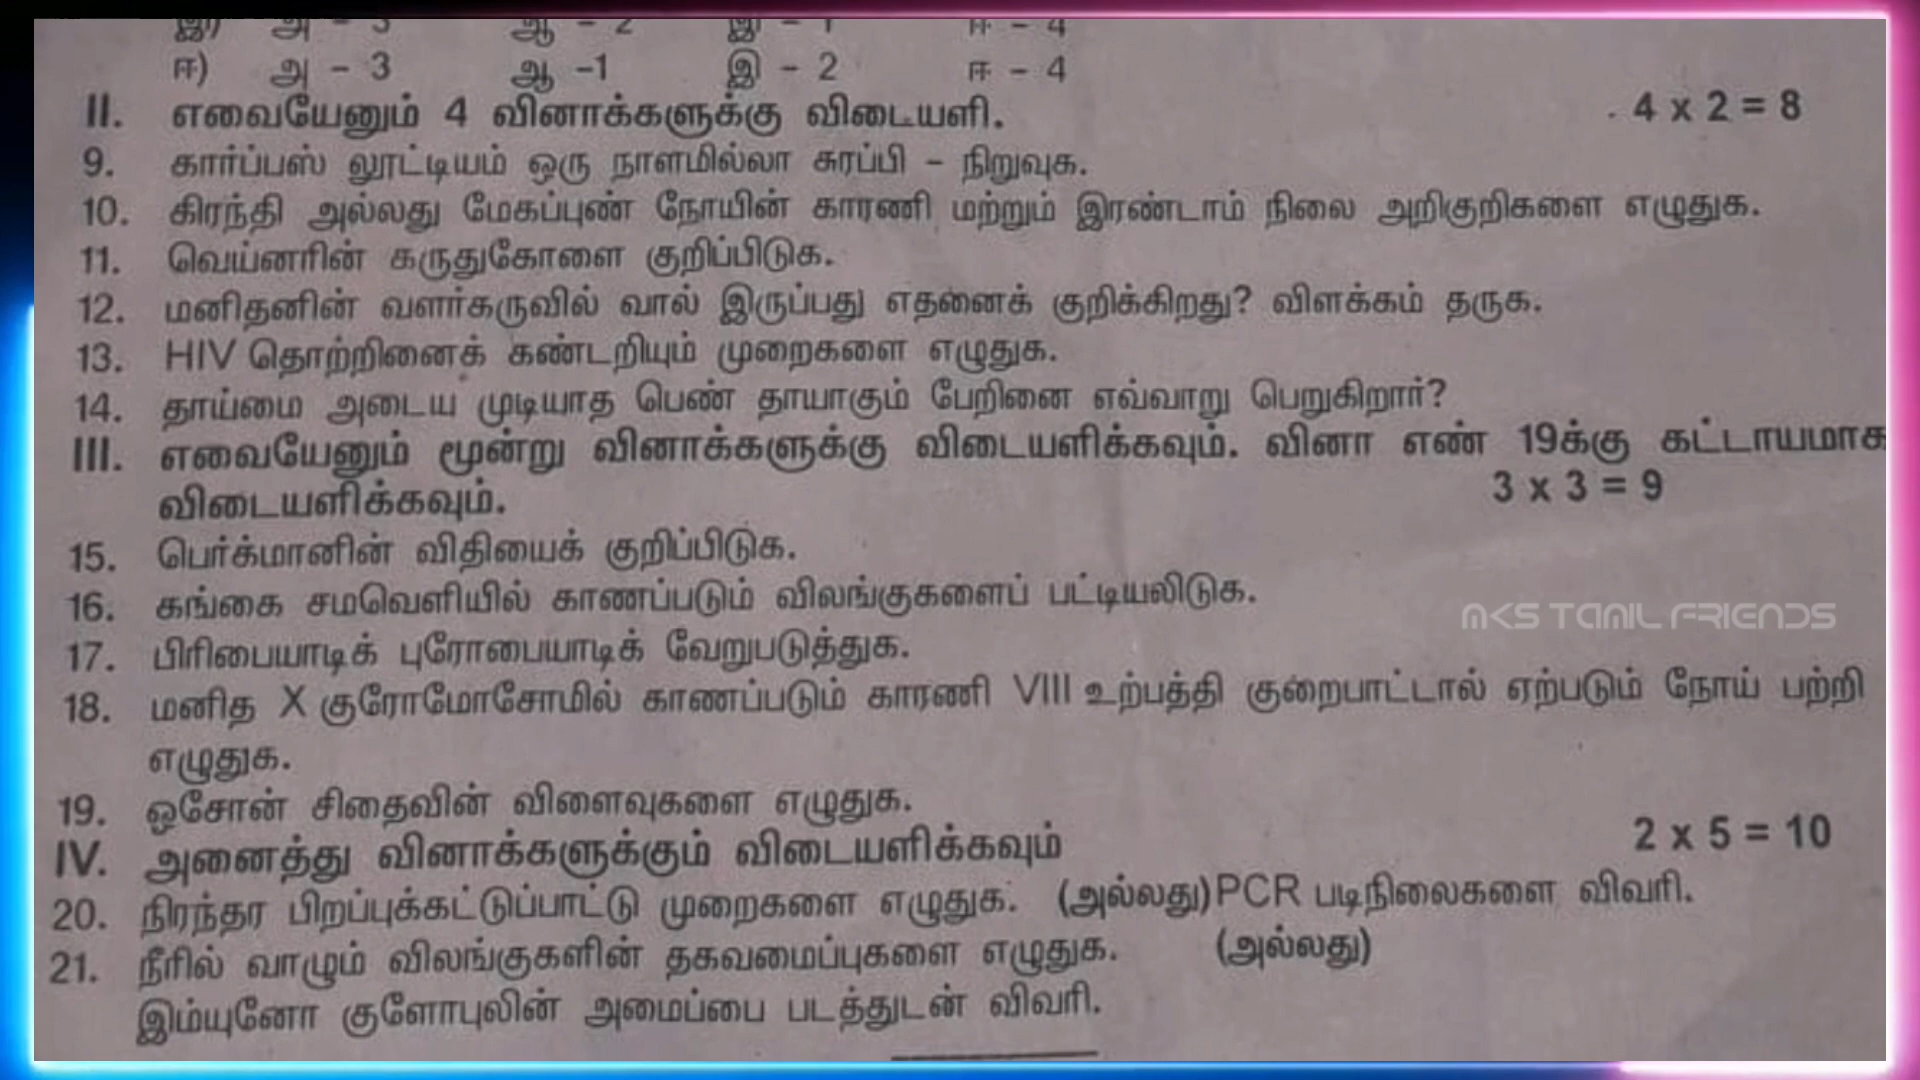 இ) அ - 3 ஆ - 2 இ - 1 ஈ - 4
ஈ) அ - 3 ஆ -1 இ - 2 ஈ - 4
II. எவையேனும் 4 வினாக்களுக்கு விடையளி. 4 x 2 = 8
9. கார்ப்பஸ் லூட்டியம் ஒரு நாளமில்லா சுரப்பி - நிறுவுக.
10. கிரந்தி அல்லது மேகப்புண் நோயின் காரணி மற்றும் இரண்டாம் நிலை அறிகுறிகளை எழுதுக.
11. வெய்னரின் கருதுகோளை குறிப்பிடுக.
12. மனிதனின் வளர்கருவில் வால் இருப்பது எதனைக் குறிக்கிறது? விளக்கம் தருக.
13. HIV தொற்றினைக் கண்டறியும் முறைகளை எழுதுக.
14. தாய்மை அடைய முடியாத பெண் தாயாகும் பேறினை எவ்வாறு பெறுகிறார்?
III. எவையேனும் மூன்று வினாக்களுக்கு விடையளிக்கவும். வினா எண் 19க்கு கட்டாயமாக
விடையளிக்கவும். 3 x 3 = 9
15. பெர்க்மானின் விதியைக் குறிப்பிடுக.
16. கங்கை சமவெளியில் காணப்படும் விலங்குகளைப் பட்டியலிடுக.
MKS TAMIL FRIENDS
17. பிரிபையாடிக் புரோபையாடிக் வேறுபடுத்துக.
18. மனித X குரோமோசோமில் காணப்படும் காரணி VIII உற்பத்தி குறைபாட்டால் ஏற்படும் நோய் பற்றி
எழுதுக.
19. ஓசோன் சிதைவின் விளைவுகளை எழுதுக.
IV. அனைத்து வினாக்களுக்கும் விடையளிக்கவும் 2 x 5 = 10
20. நிரந்தர பிறப்புக்கட்டுப்பாட்டு முறைகளை எழுதுக. (அல்லது) PCR படிநிலைகளை விவரி.
21. நீரில் வாழும் விலங்குகளின் தகவமைப்புகளை எழுதுக. (அல்லது)
இம்யுனோ குளோபுலின் அமைப்பை படத்துடன் விவரி.